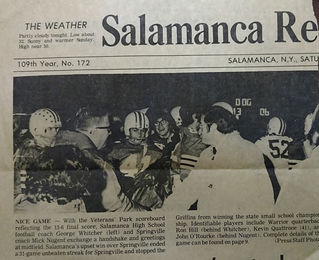 THE WEATHER
Partly cloudy tonight. Low about
32. Sunny and warmer Sunday.
High near 50.
Salamanca Re
109th Year, No. 172
SALAMANCA, N.Y., SATU
52
NICE GAME — With the Veterans' Park scoreboard
reflecting the 13-6 final score, Salamanca High School
football coach George Whitcher (left) and Springville
coach Mick Nugent exchange a handshake and greetings
at midfield Salamanca's upset win over Springville ended
a 31-game unbeaten streak for Springville and stopped the
Griffins from winning the state small school champion-
ship. Identifiable players include Warrior quarterback
Ron Hill (behind Whitcher), Kevin Quattrone (41), and
John O'Rourke (behind Nugent). Complete details of the
game can be found on page 9.
(Press Staff Photo